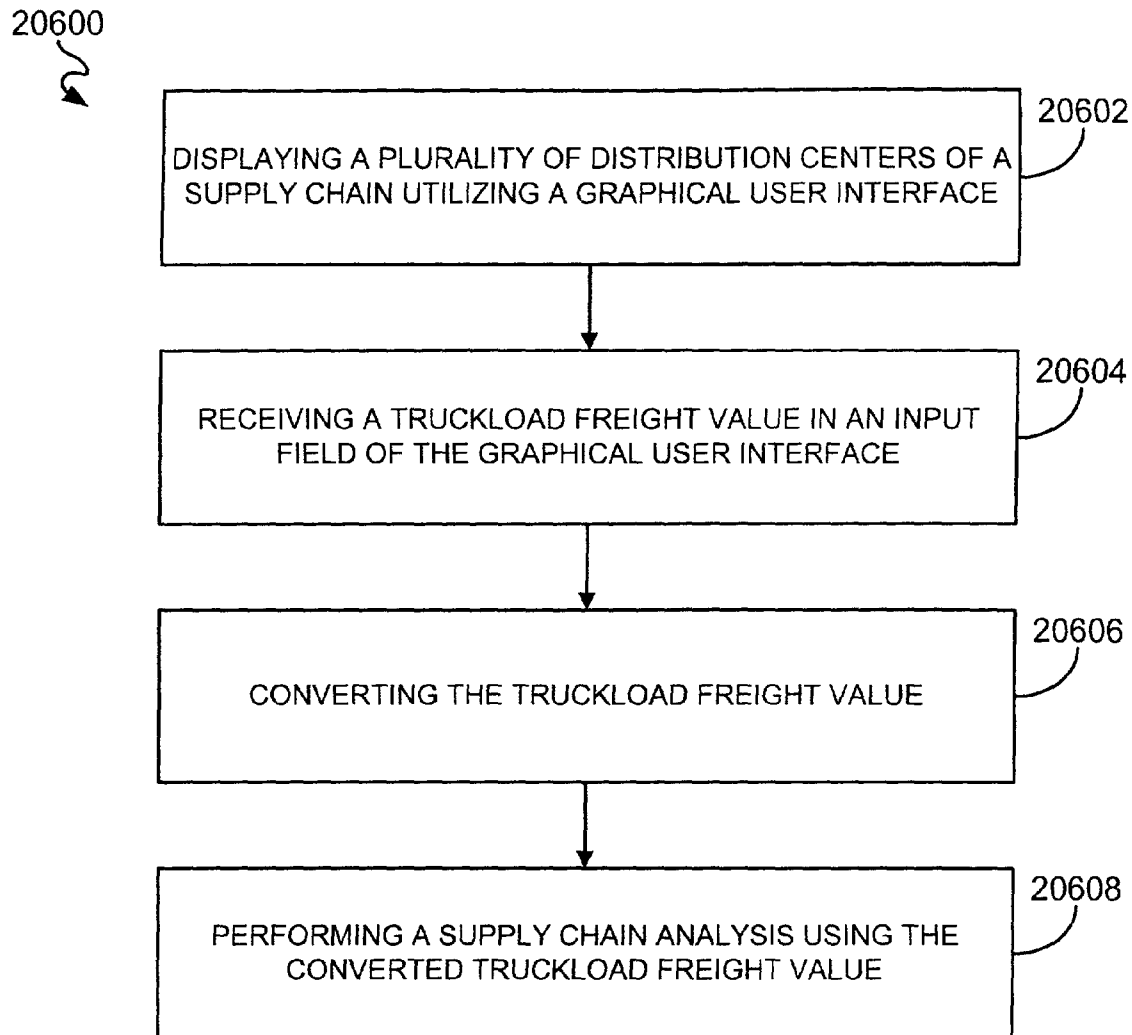 20600
20602
DISPLAYING A PLURALITY OF DISTRIBUTION CENTERS OF A
SUPPLY CHAIN UTILIZING A GRAPHICAL USER INTERFACE
20604
RECEIVING A TRUCKLOAD FREIGHT VALUE IN AN INPUT
FIELD OF THE GRAPHICAL USER INTERFACE
20606
CONVERTING THE TRUCKLOAD FREIGHT VALUE
20608
PERFORMING A SUPPLY CHAIN ANALYSIS USING THE
CONVERTED TRUCKLOAD FREIGHT VALUE